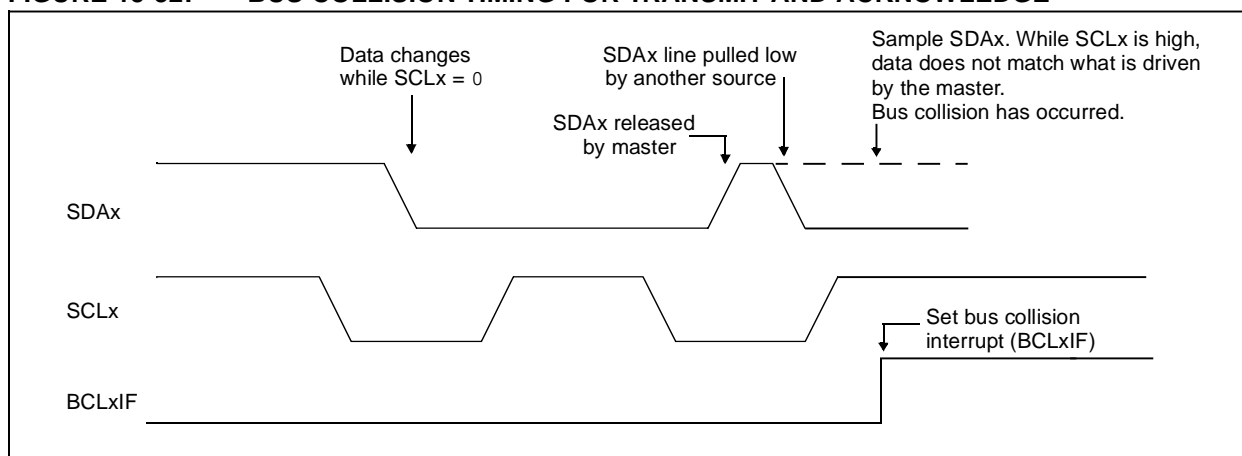 Data changes
while SCLx = 0
SDAx line pulled low
by another source
SDAx released
by master
Sample SDAx. While SCLx is high,
data does not match what is driven
by the master.
Bus collision has occurred.
SDAx
SCLx
Set bus collision
interrupt (BCLxIF)
BCLxIF